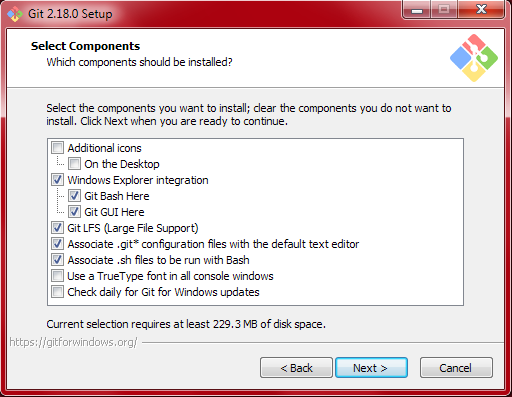 Git 2.18.0 Setup
Select Components
Which components should be installed?
Select the components you want to install; clear the components you do not want to
install. Click Next when you are ready to continue.
Additional icons
On the Desktop
Windows Explorer integration
Git Bash Here
Git GUI Here
Git LFS (Large File Support)
Associate .git* configuration files with the default text editor
Associate .sh files to be run with Bash
Use a TrueType font in all console windows
Check daily for Git for Windows updates
Current selection requires at least 229.3 MB of disk space.
https://gitforwindows.org/
< Back
Next >
Cancel